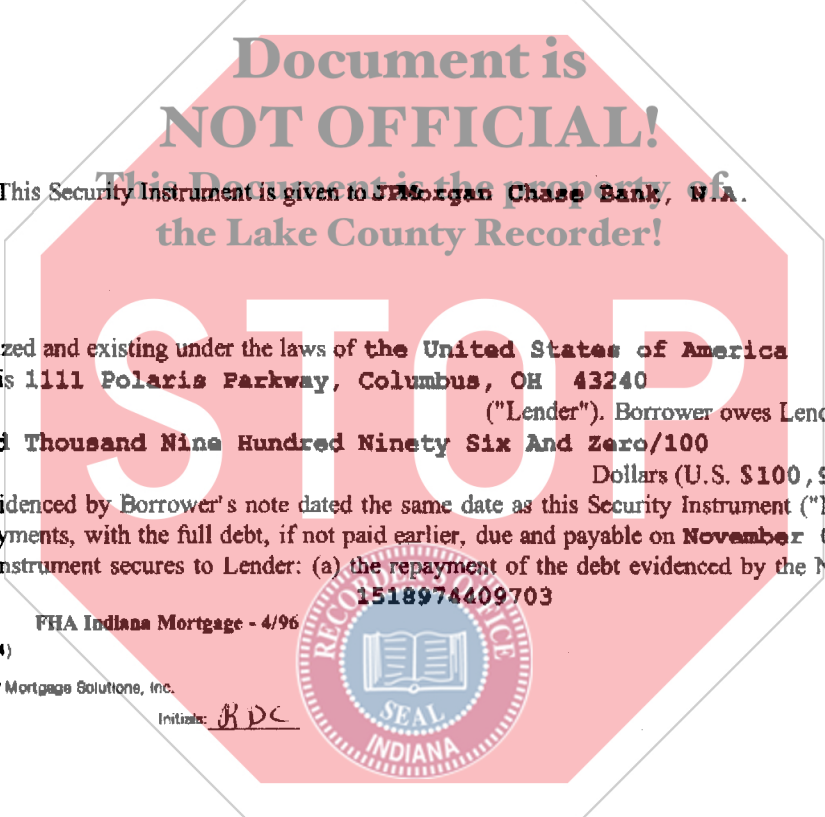 Document is
NOT OFFICIAL!
This Security Instrument is given to JPMorgan Chase Bank, N.A.
This Document is the property of
the Lake County Recorder!
STOP
zed and existing under the laws of the United States of America
is 1111 Polaris Parkway, Columbus, OH 43240
("Lender"). Borrower owes Lend
d Thousand Nine Hundred Ninety Six And Zero/100
Dollars (U.S. $100,9
idenced by Borrower's note dated the same date as this Security Instrument ("N
yments, with the full debt, if not paid earlier, due and payable on November
nstrument secures to Lender: (a) the repayment of the debt evidenced by the N
1518974409703
FHA Indiana Mortgage - 4/96
4)
Mortgage Solutions, Inc.
Initials: KDC
RECORDER'S OFFICE
SEAL
INDIANA